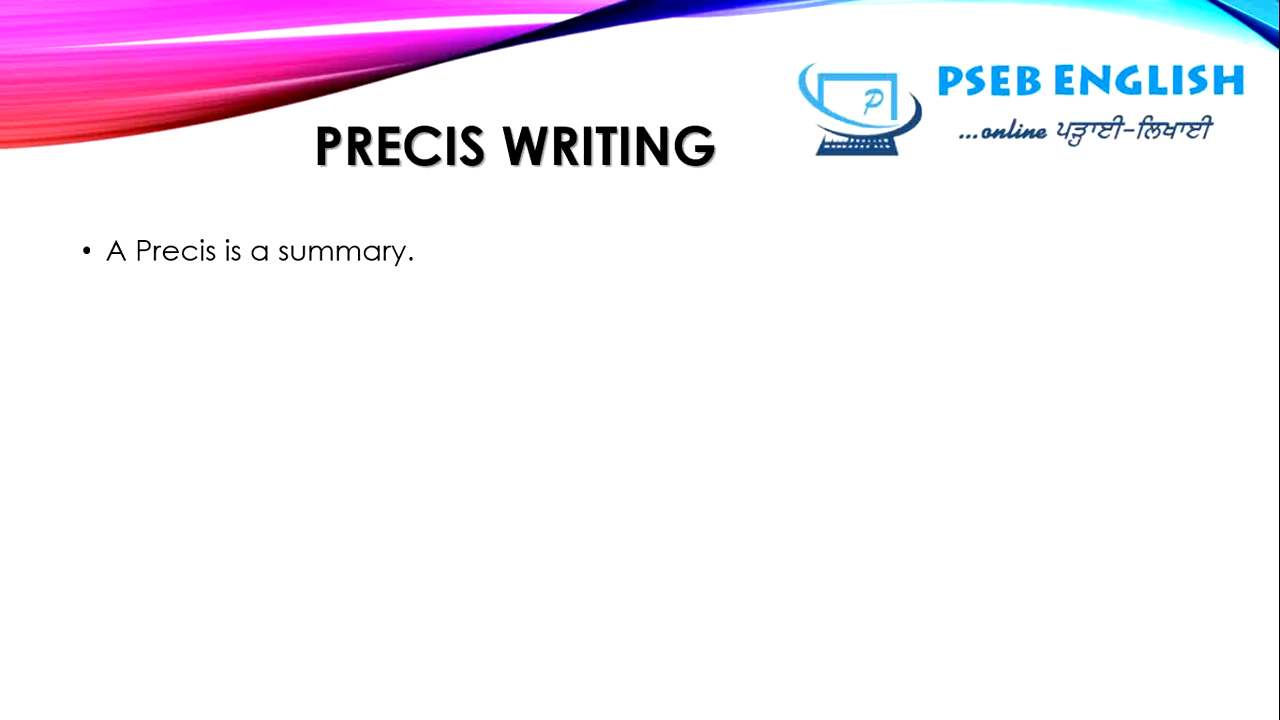 PSEB ENGLISH
...online ਪੜ੍ਹਾਈ-ਲਿਖਾਈ
PRECIS WRITING
• A Precis is a summary.